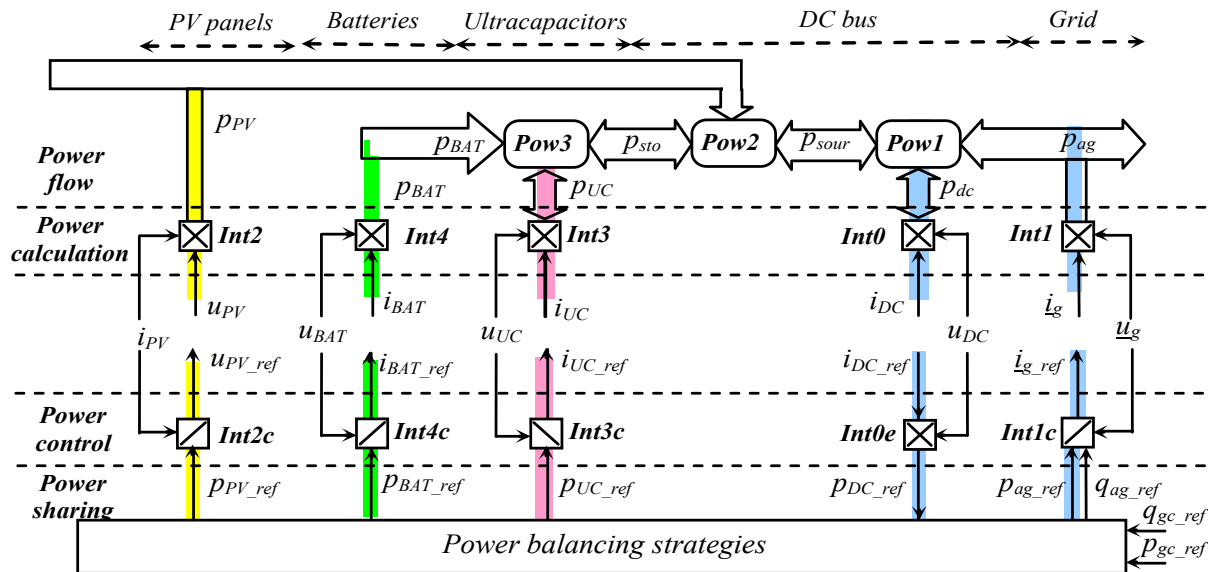 PV panels Batteries Ultracapacitors DC bus Grid
p_PV
p_BAT Pow3 p_sto Pow2 p_sour Pow1 p_ag
Power
flow
p_BAT p_UC p_dc
Power
calculation
Int2 Int4 Int3 Int0 Int1
u_PV i_BAT i_UC i_DC i_g
i_PV u_BAT u_UC u_DC u_g
u_PV_ref i_BAT_ref i_UC_ref i_DC_ref i_g_ref
Power
control
Int2c Int4c Int3c Int0e Int1c
Power
sharing
p_PV_ref p_BAT_ref p_UC_ref p_DC_ref p_ag_ref q_ag_ref
q_gc_ref
Power balancing strategies
p_gc_ref